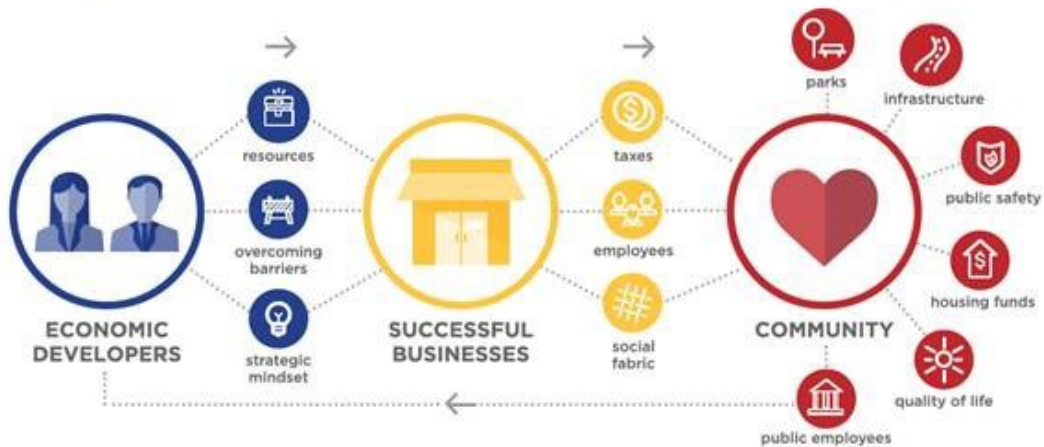 parks
infrastructure
resources
taxes
public safety
overcoming
barriers
employees
housing funds
ECONOMIC
DEVELOPERS
strategic
mindset
SUCCESSFUL
BUSINESSES
social
fabric
COMMUNITY
quality of life
public employees